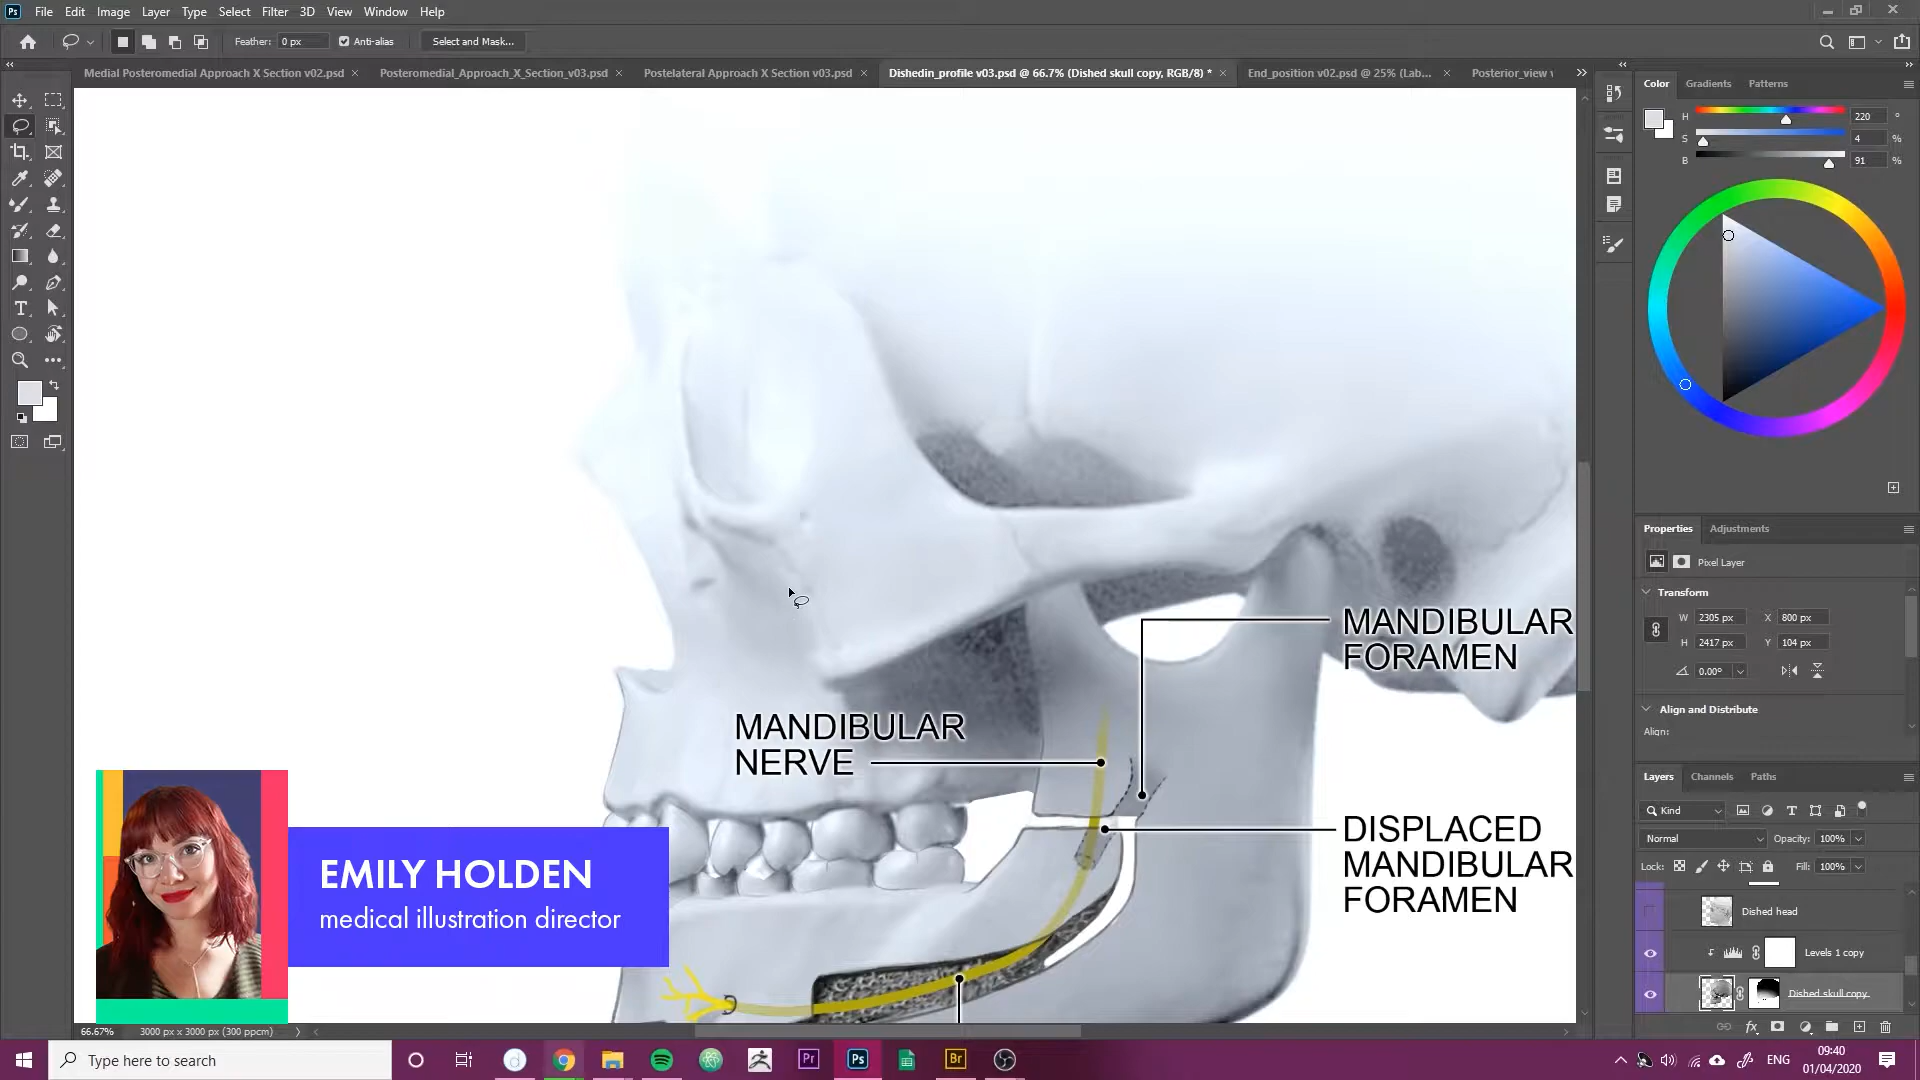 File Edit Image Layer Type Select Filter 3D View Window Help
Feather: 0 px Anti-alias Select and Mask...
Medial Posteromedial Approach X Section v02.psd × Posteromedial_Approach_X_Section_v03.psd × Postelateral Approach X Section v03.psd × Dishedin_profile v03.psd @ 66.7% (Dished skull copy, RGB/8) * × End_position v02.psd @ 25% (Lab... × Posterior_view v
Color Gradients Patterns
H 220 °
S 4 %
B 91 %
Properties Adjustments
Pixel Layer
Transform
W 2305 px X 800 px
H 2417 px Y 104 px
0.00°
Align and Distribute
Align:
Layers Channels Paths
Kind
Normal Opacity: 100%
Lock: Fill: 100%
Dished head
Levels 1 copy
Dished skull copy
MANDIBULAR
FORAMEN
MANDIBULAR
NERVE
DISPLACED
MANDIBULAR
FORAMEN
EMILY HOLDEN
medical illustration director
66.67% 3000 px x 3000 px (300 ppcm)
Type here to search
Pr Ps Br
ENG
09:40
01/04/2020